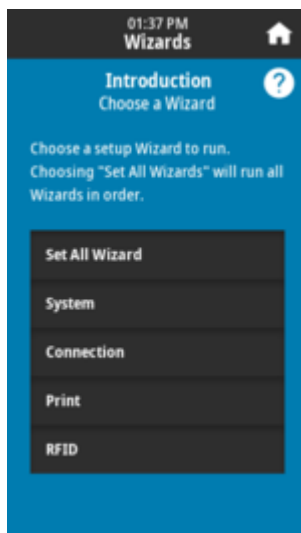 01:37 PM
Wizards
Introduction
?
Choose a Wizard
Choose a setup Wizard to run.
Choosing "Set All Wizards" will run all
Wizards in order.
Set All Wizard
System
Connection
Print
RFID